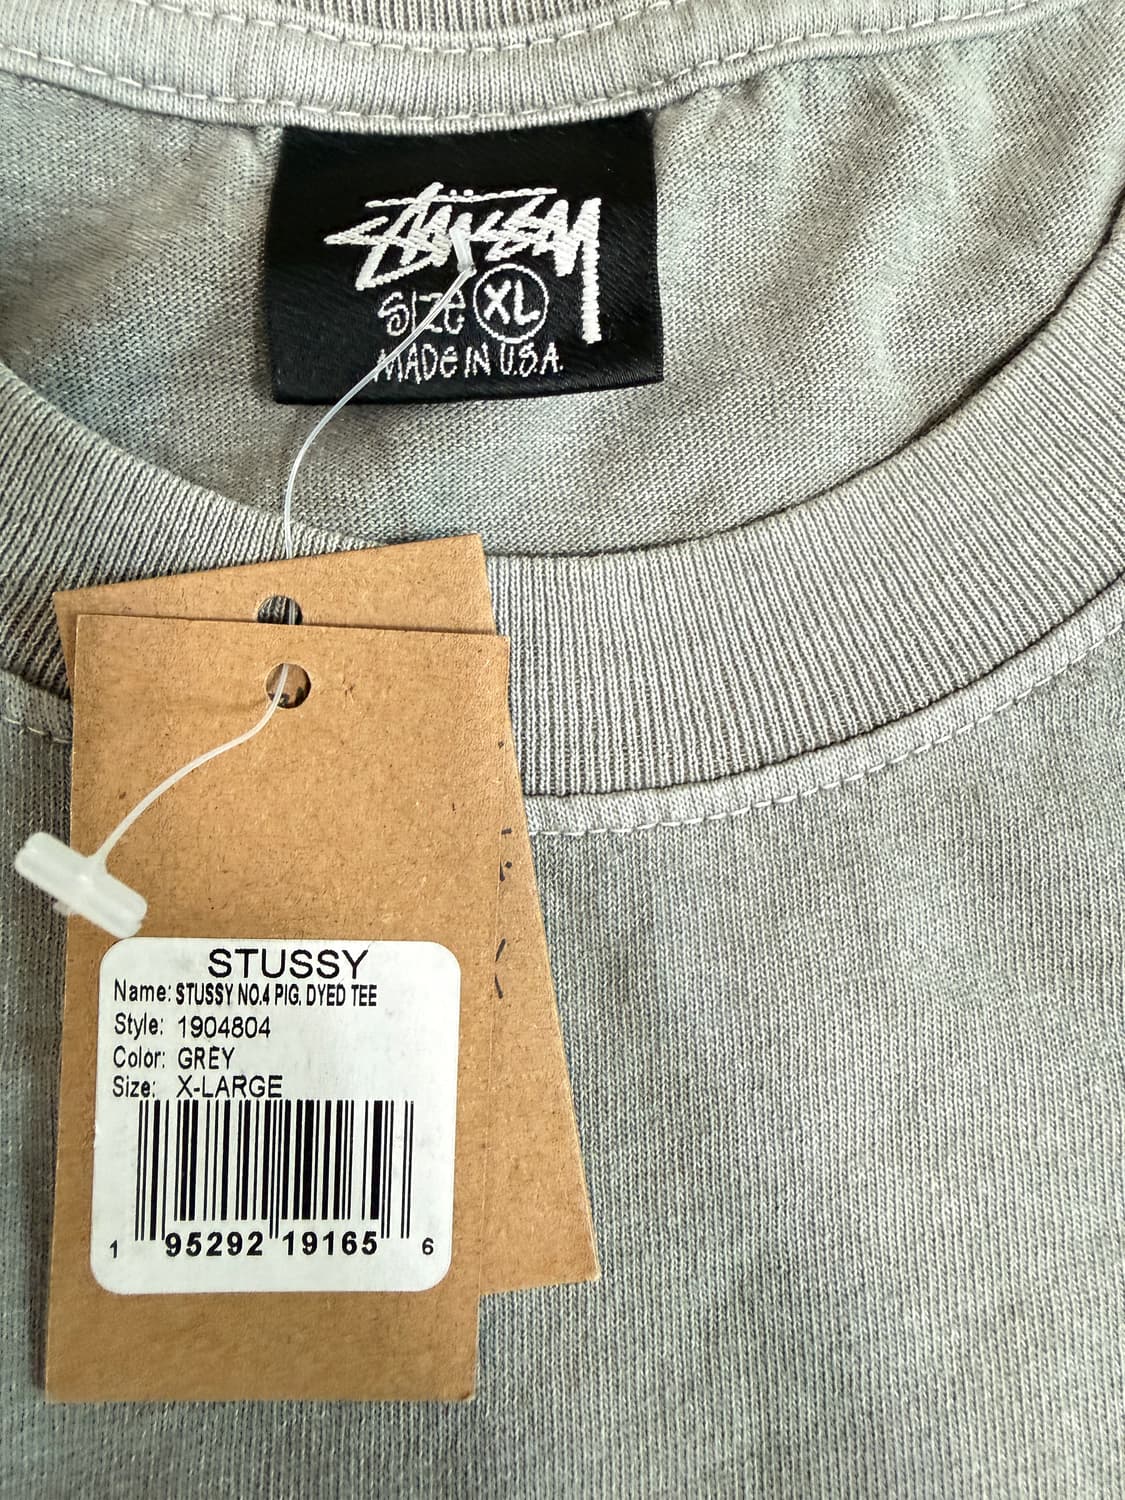 Stüssy
SIZE XL
MADE IN U.S.A.
STUSSY
Name: STUSSY NO.4 PIG. DYED TEE
Style: 1904804
Color: GREY
Size: X-LARGE
1 95292 19165 6